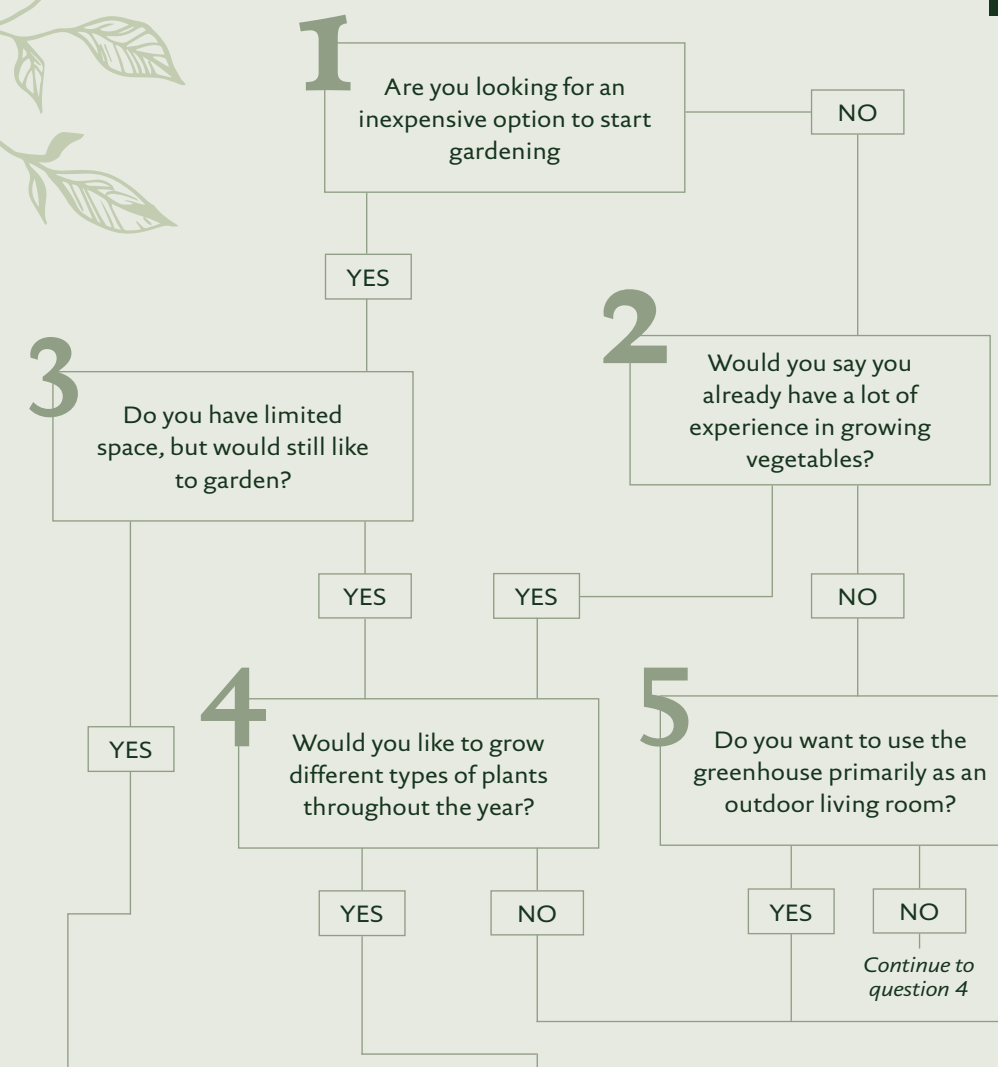 1
Are you looking for an
inexpensive option to start
gardening
NO
YES
2
Would you say you
already have a lot of
experience in growing
vegetables?
3
Do you have limited
space, but would still like
to garden?
YES
YES
NO
4
Would you like to grow
different types of plants
throughout the year?
5
Do you want to use the
greenhouse primarily as an
outdoor living room?
YES
YES
NO
YES
NO
Continue to
question 4